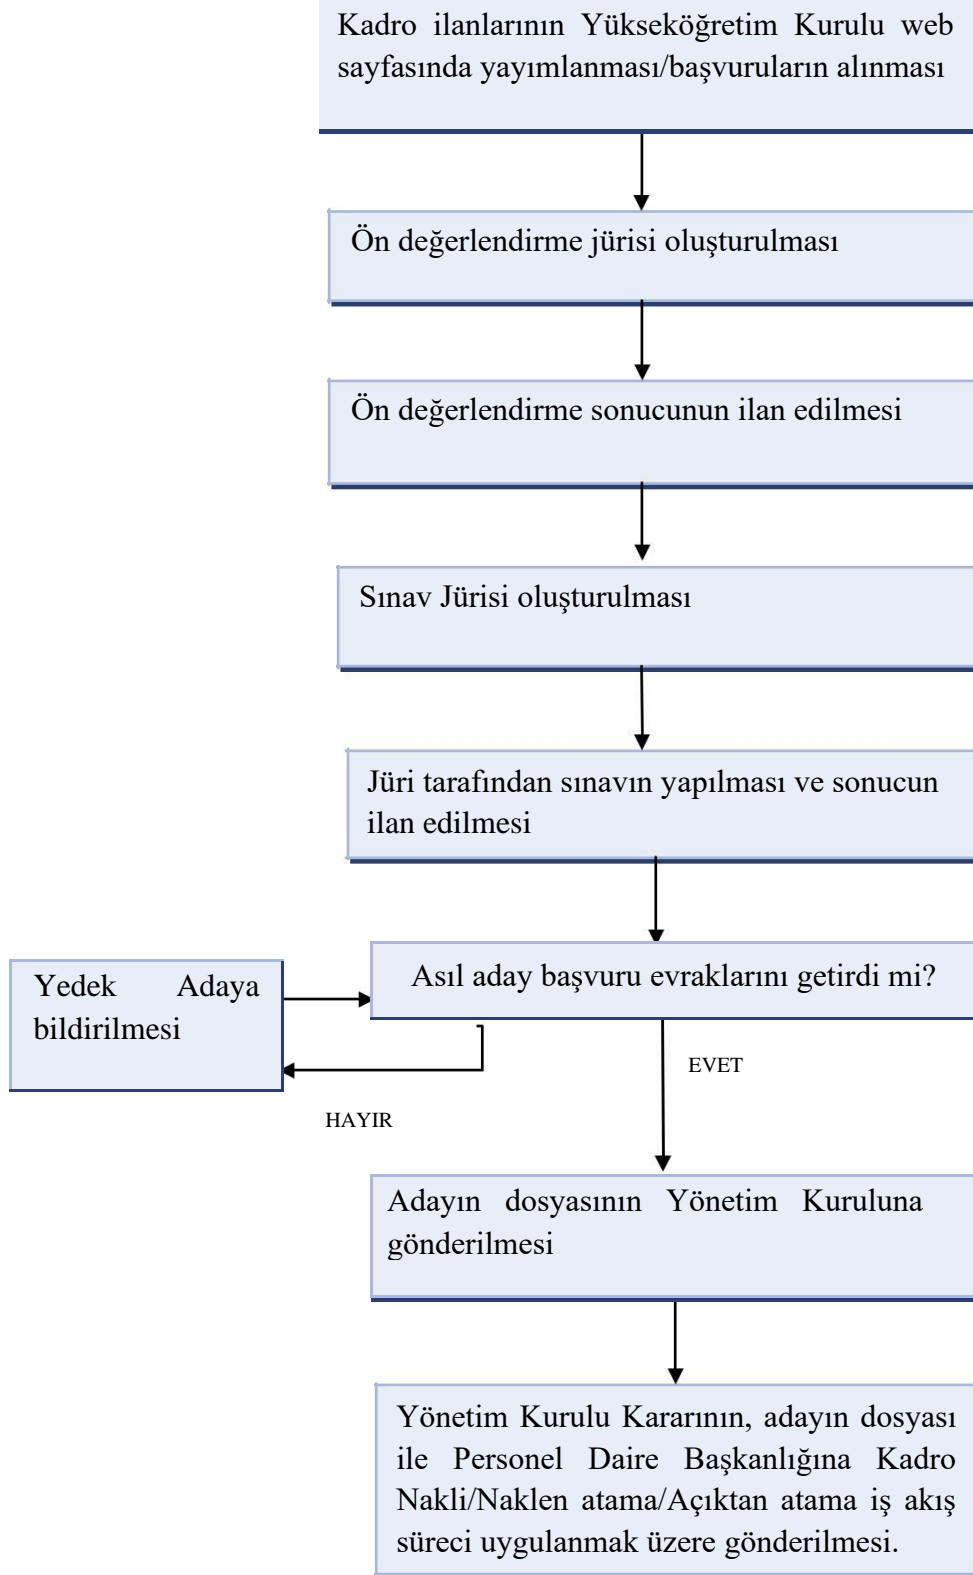 Kadro ilanlarının Yükseköğretim Kurulu web
sayfasında yayımlanması/başvuruların alınması
Ön değerlendirme jürisi oluşturulması
Ön değerlendirme sonucunun ilan edilmesi
Sınav Jürisi oluşturulması
Jüri tarafından sınavın yapılması ve sonucun
ilan edilmesi
Asıl aday başvuru evraklarını getirdi mi?
Yedek Adaya
bildirilmesi
EVET
HAYIR
Adayın dosyasının Yönetim Kuruluna
gönderilmesi
Yönetim Kurulu Kararının, adayın dosyası
ile Personel Daire Başkanlığına Kadro
Nakli/Naklen atama/Açıktan atama iş akış
süreci uygulanmak üzere gönderilmesi.